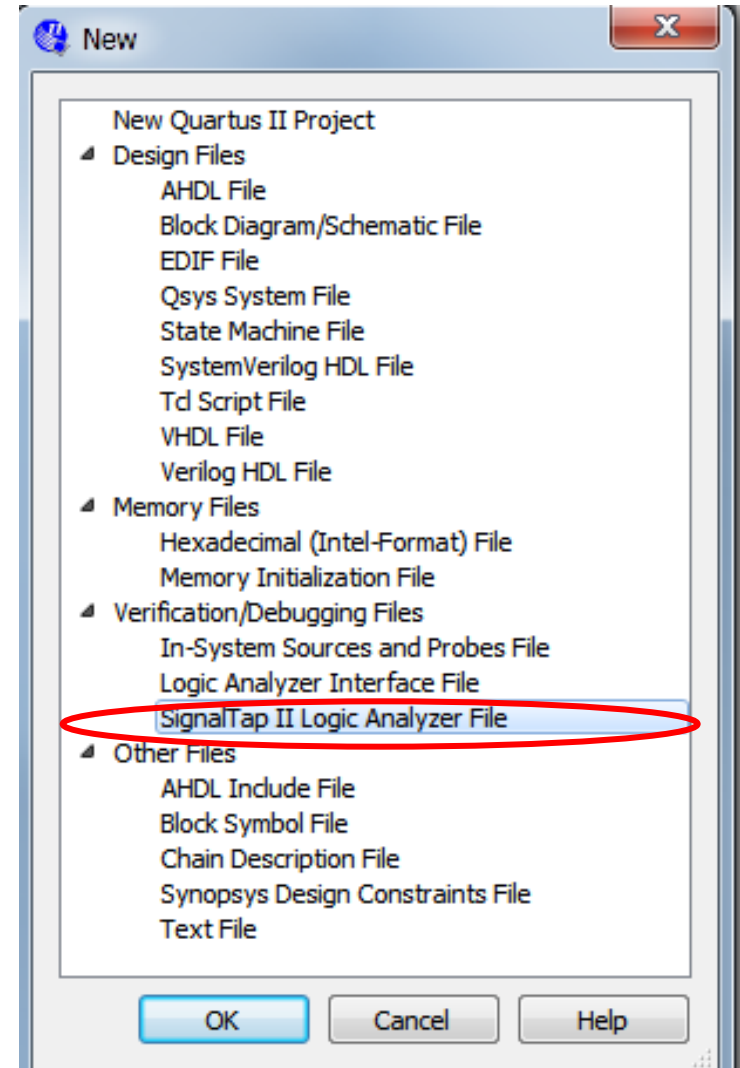 New
New Quartus II Project
Design Files
AHDL File
Block Diagram/Schematic File
EDIF File
Qsys System File
State Machine File
SystemVerilog HDL File
Tcl Script File
VHDL File
Verilog HDL File
Memory Files
Hexadecimal (Intel-Format) File
Memory Initialization File
Verification/Debugging Files
In-System Sources and Probes File
Logic Analyzer Interface File
SignalTap II Logic Analyzer File
Other Files
AHDL Include File
Block Symbol File
Chain Description File
Synopsys Design Constraints File
Text File
OK Cancel Help